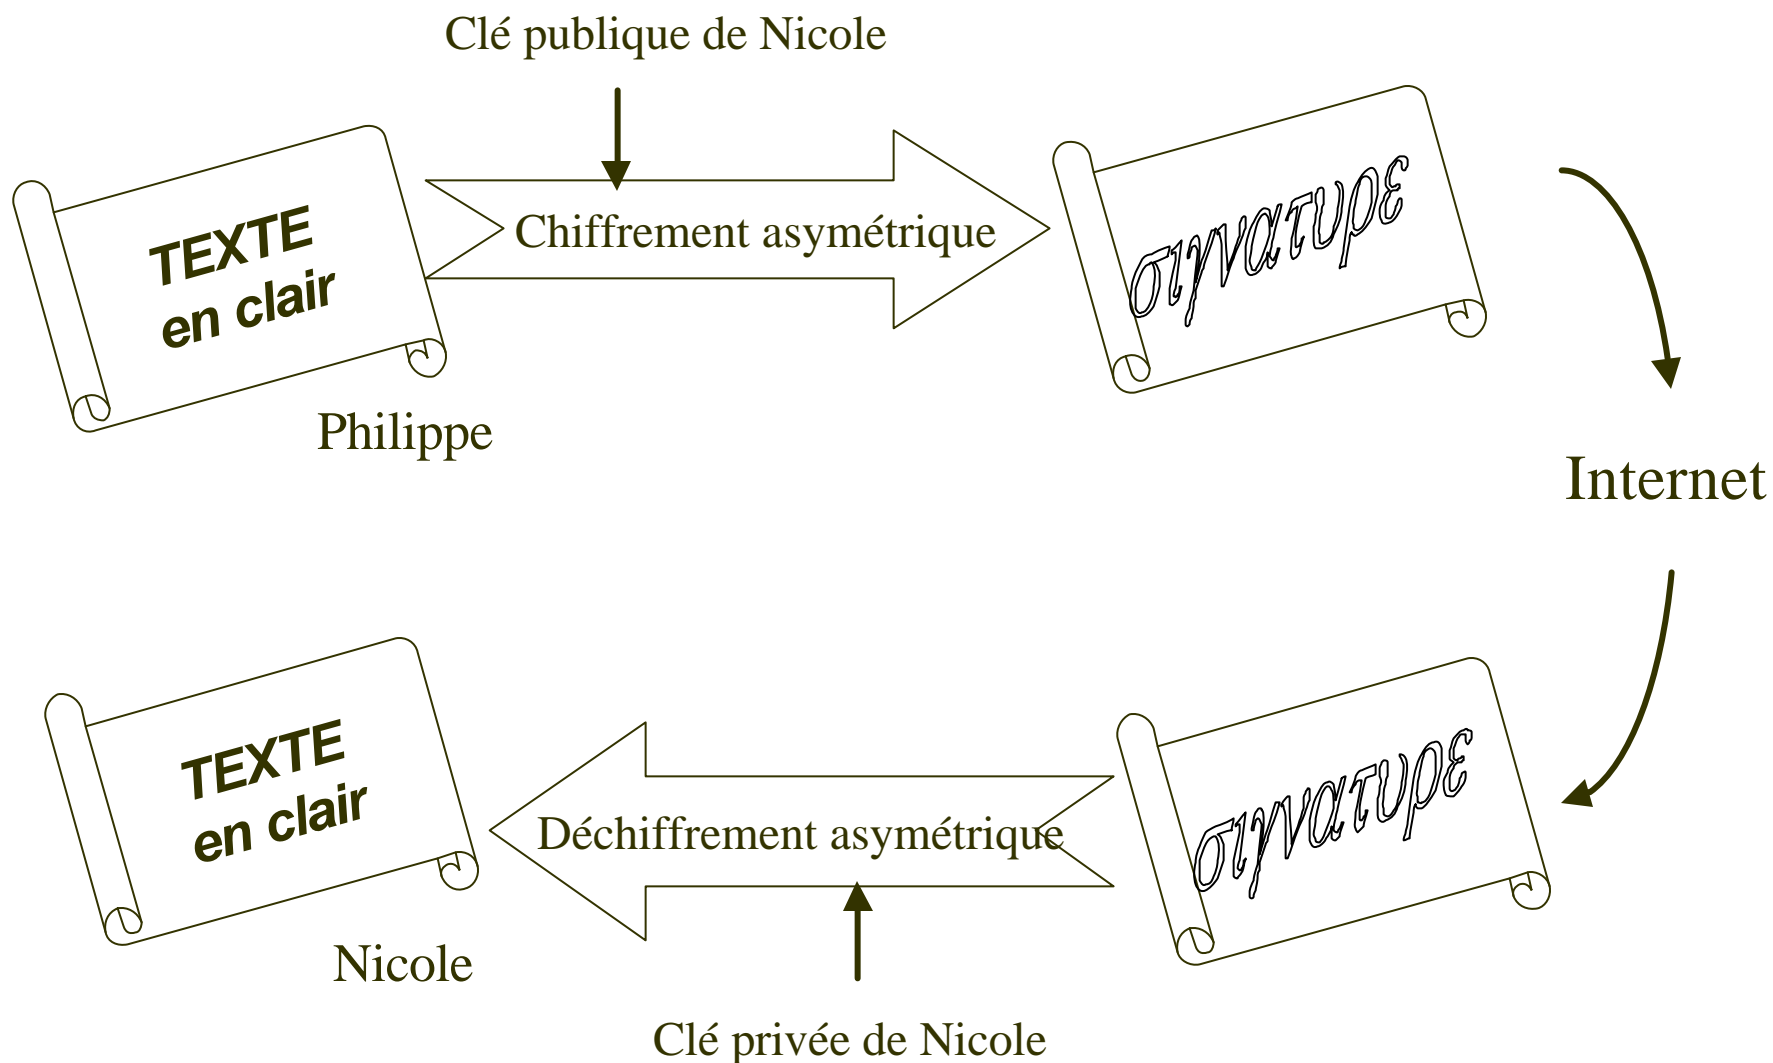 Clé publique de Nicole
TEXTE
en clair
Chiffrement asymétrique
σιγνατυρε
Philippe
Internet
TEXTE
en clair
Déchiffrement asymétrique
σιγνατυρε
Nicole
Clé privée de Nicole